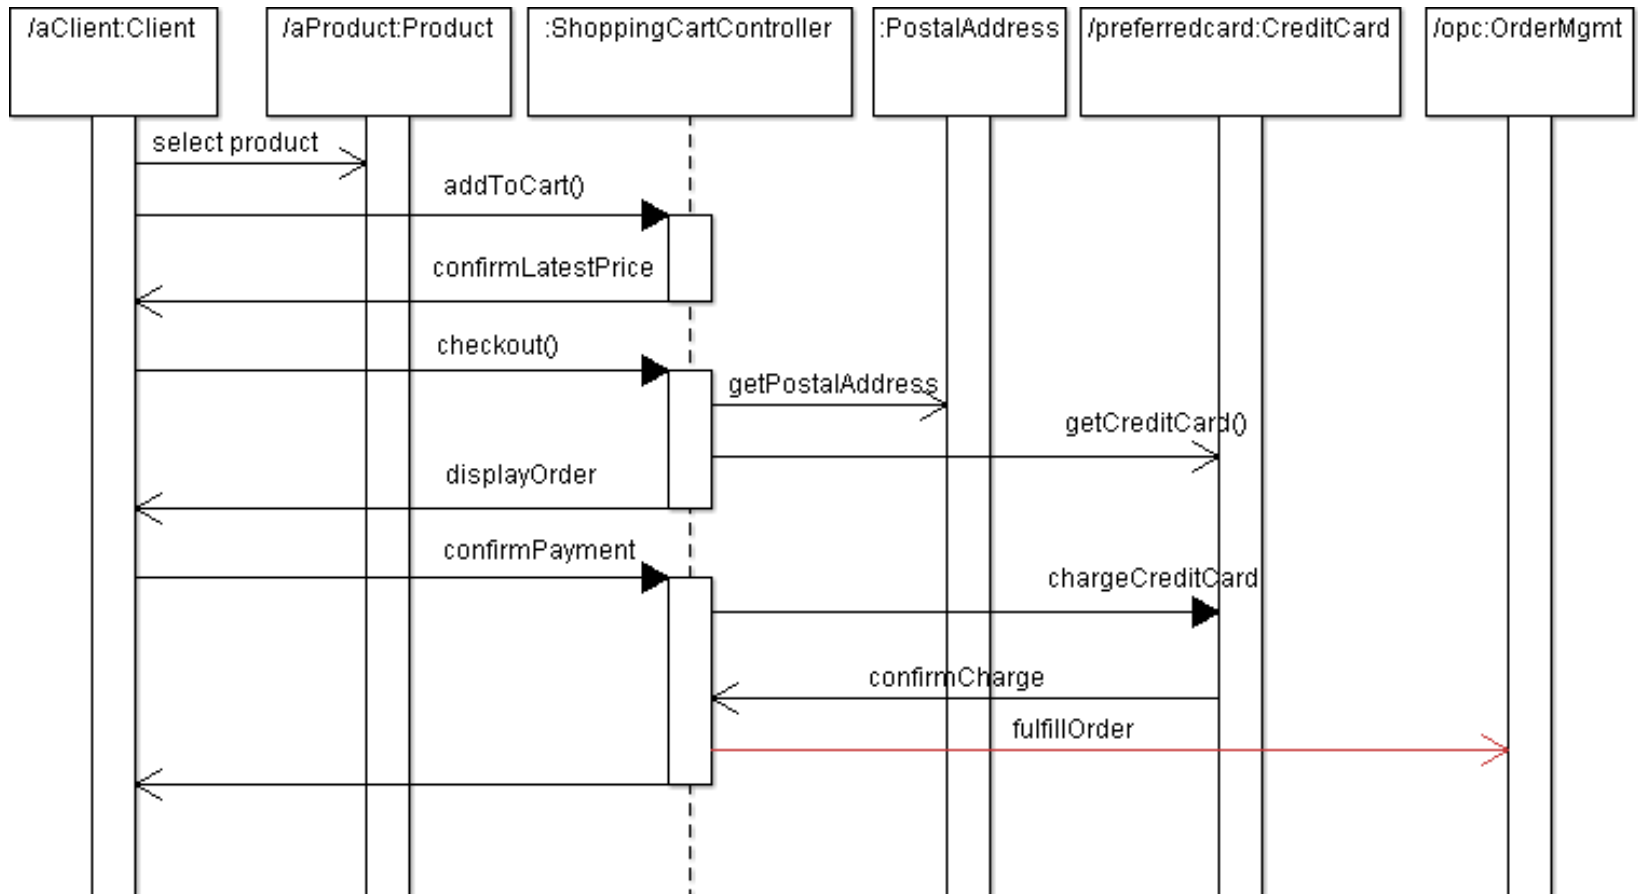 /aClient:Client
/aProduct:Product
:ShoppingCartController
:PostalAddress
/preferredcard:CreditCard
/opc:OrderMgmt
select product
addToCart()
confirmLatestPrice
checkout()
getPostalAddress
getCreditCard()
displayOrder
confirmPayment
chargeCreditCard
confirmCharge
fulfillOrder